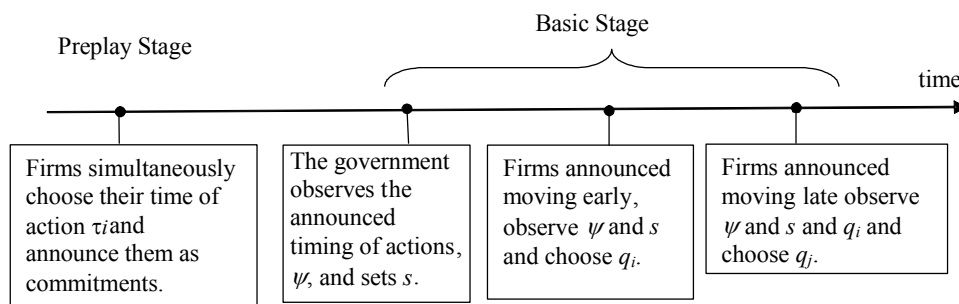 Basic Stage
Preplay Stage
time
Firms simultaneously
choose their time of
action τi and
announce them as
commitments.
The government
observes the
announced
timing of actions,
ψ, and sets s.
Firms announced
moving early,
observe ψ and s
and choose qi.
Firms announced
moving late observe
ψ and s and qi and
choose qj.